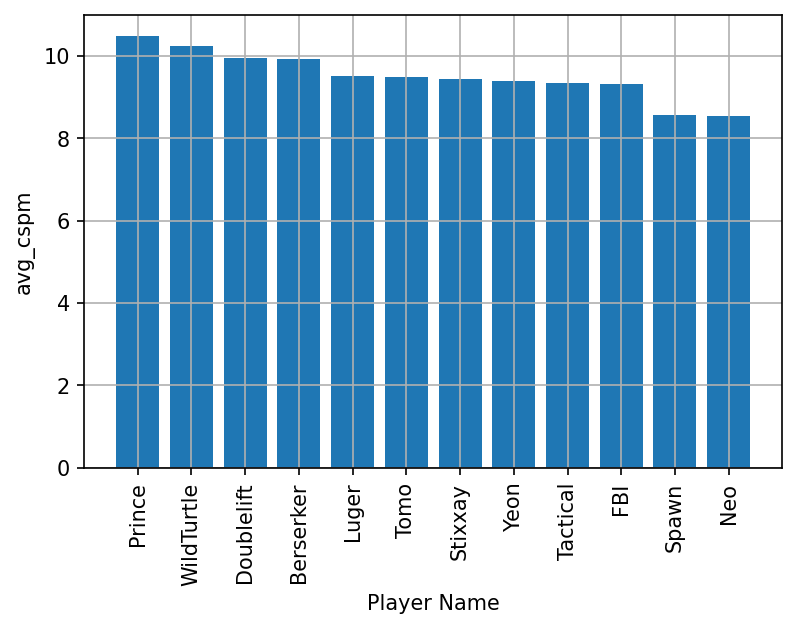 avg_cspm
10
8
6
4
2
0
Prince
WildTurtle
Doublelift
Berserker
Luger
Tomo
Stixxay
Yeon
Tactical
FBI
Spawn
Neo
Player Name